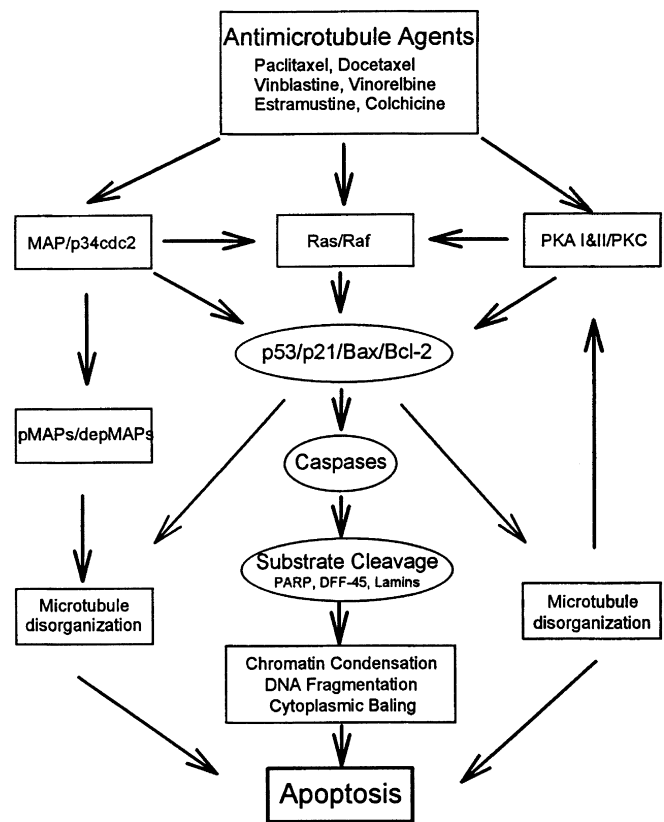 Antimicrotubule Agents
Paclitaxel, Docetaxel
Vinblastine, Vinorelbine
Estramustine, Colchicine
MAP/p34cdc2
Ras/Raf
PKA I&II/PKC
p53/p21/Bax/Bcl-2
pMAPs/depMAPs
Caspases
Substrate Cleavage
PARP, DFF-45, Lamins
Microtubule
disorganization
Microtubule
disorganization
Chromatin Condensation
DNA Fragmentation
Cytoplasmic Baling
Apoptosis